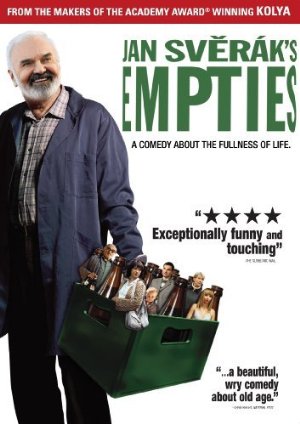 FROM THE MAKERS OF THE ACADEMY AWARD® WINNING KOLYA
JAN SVĚRÁK'S
EMPTIES
A COMEDY ABOUT THE FULLNESS OF LIFE.
"★★★★
Exceptionally funny and
touching"
"...a beautiful,
wry comedy
about old age."